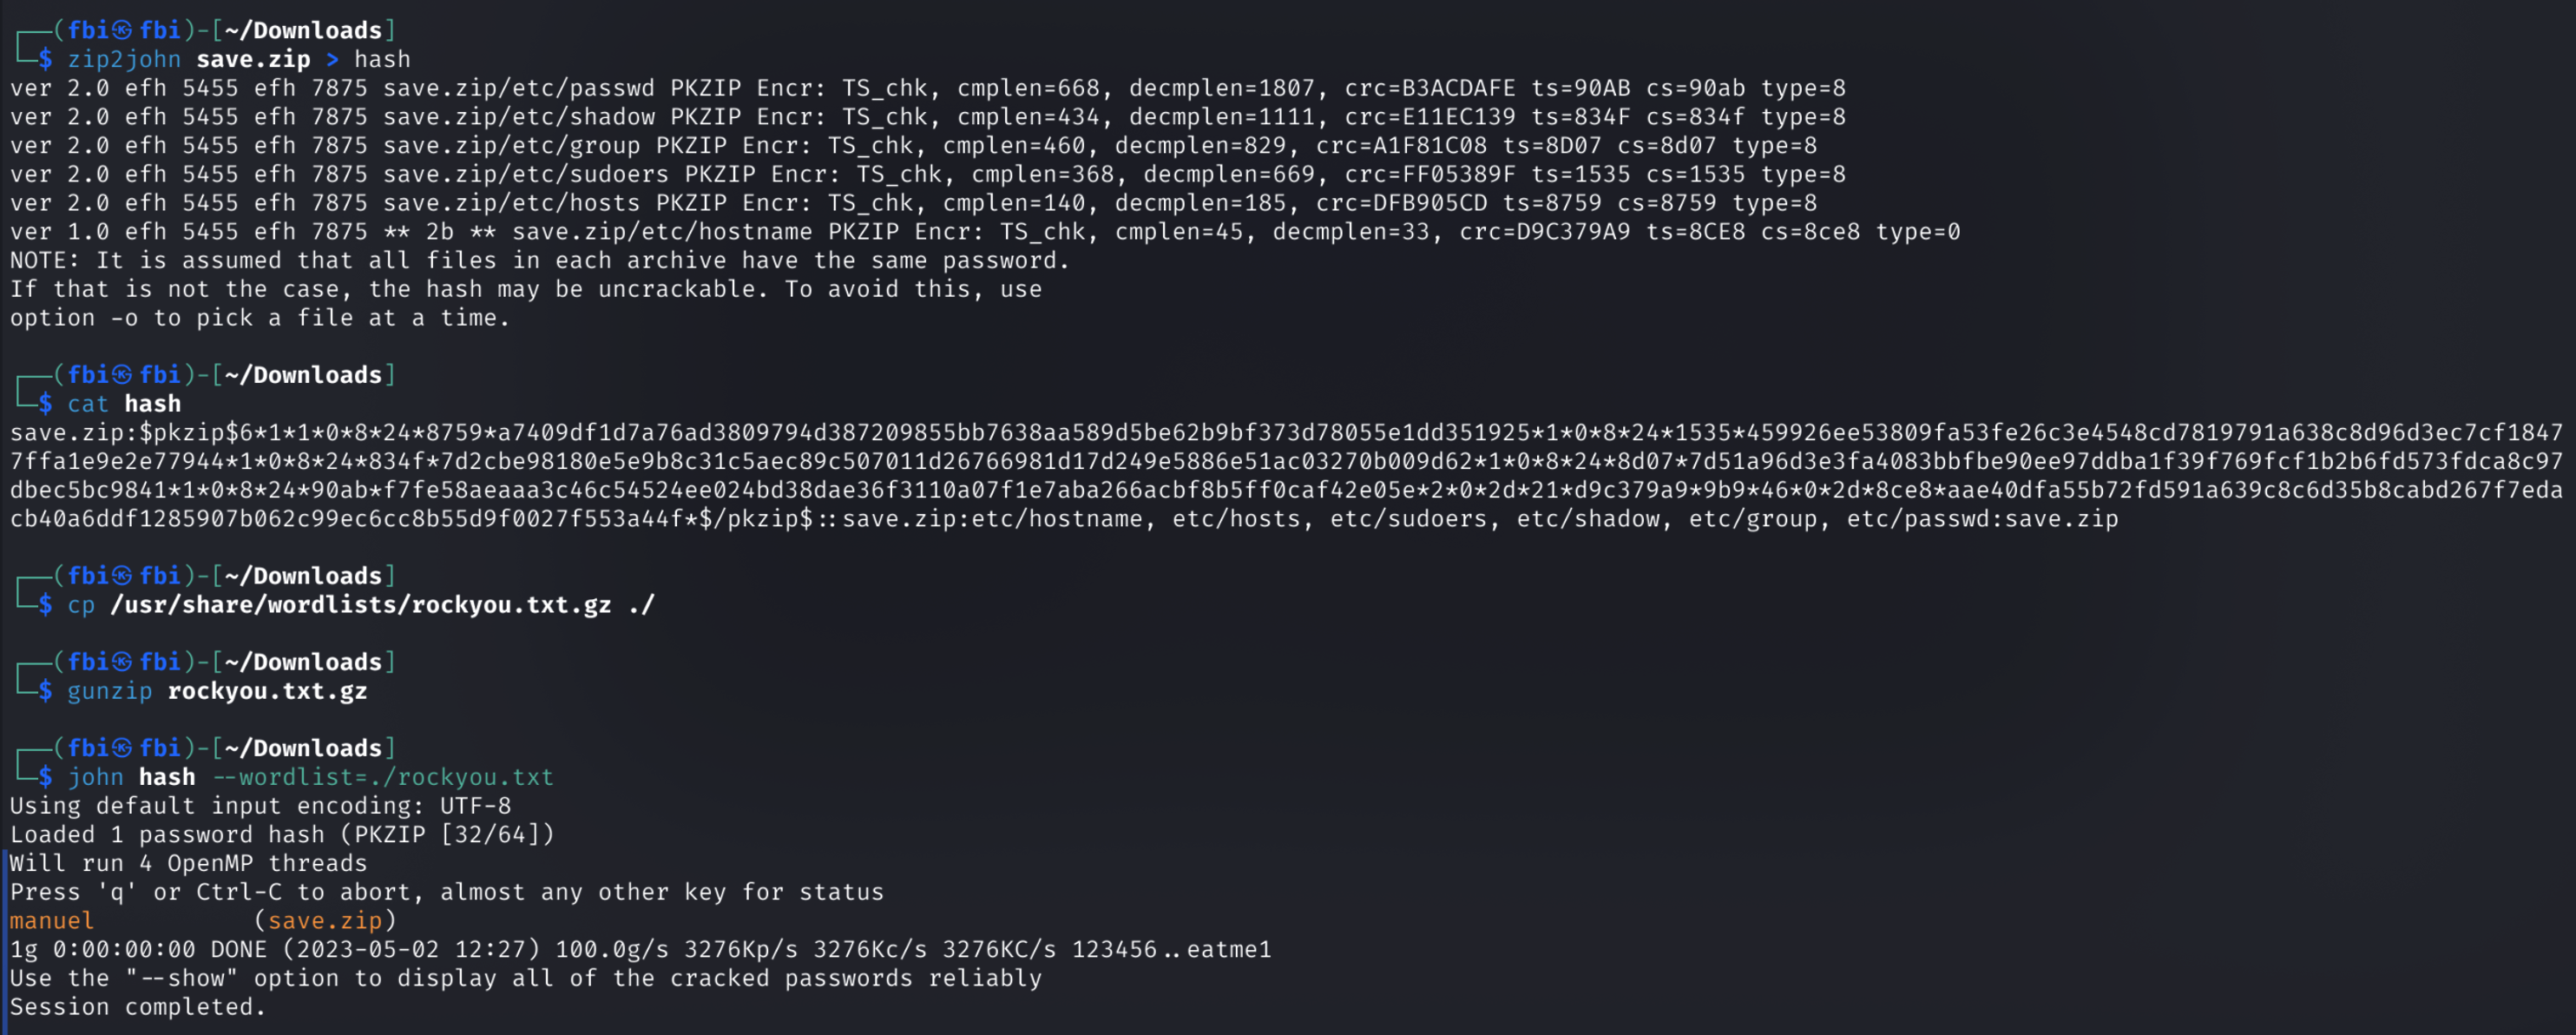 (fbi㉿fbi)-[~/Downloads]
$ zip2john save.zip > hash
ver 2.0 efh 5455 efh 7875 save.zip/etc/passwd PKZIP Encr: TS_chk, cmplen=668, decmplen=1807, crc=B3ACDAFE ts=90AB cs=90ab type=8
ver 2.0 efh 5455 efh 7875 save.zip/etc/shadow PKZIP Encr: TS_chk, cmplen=434, decmplen=1111, crc=E11EC139 ts=834F cs=834f type=8
ver 2.0 efh 5455 efh 7875 save.zip/etc/group PKZIP Encr: TS_chk, cmplen=460, decmplen=829, crc=A1F81C08 ts=8D07 cs=8d07 type=8
ver 2.0 efh 5455 efh 7875 save.zip/etc/sudoers PKZIP Encr: TS_chk, cmplen=368, decmplen=669, crc=FF05389F ts=1535 cs=1535 type=8
ver 2.0 efh 5455 efh 7875 save.zip/etc/hosts PKZIP Encr: TS_chk, cmplen=140, decmplen=185, crc=DFB905CD ts=8759 cs=8759 type=8
ver 1.0 efh 5455 efh 7875 ** 2b ** save.zip/etc/hostname PKZIP Encr: TS_chk, cmplen=45, decmplen=33, crc=D9C379A9 ts=8CE8 cs=8ce8 type=0
NOTE: It is assumed that all files in each archive have the same password.
If that is not the case, the hash may be uncrackable. To avoid this, use
option -o to pick a file at a time.
(fbi㉿fbi)-[~/Downloads]
$ cat hash
save.zip:$pkzip$6*1*1*0*8*24*8759*a7409df1d7a76ad3809794d387209855bb7638aa589d5be62b9bf373d78055e1dd351925*1*0*8*24*1535*459926ee53809fa53fe26c3e4548cd7819791a638c8d96d3ec7cf1847
7ffa1e9e2e77944*1*0*8*24*834f*7d2cbe98180e5e9b8c31c5aec89c507011d26766981d17d249e5886e51ac03270b009d62*1*0*8*24*8d07*7d51a96d3e3fa4083bbfbe90ee97ddba1f39f769fcf1b2b6fd573fdca8c97
dbec5bc9841*1*0*8*24*90ab*f7fe58aeaaa3c46c54524ee024bd38dae36f3110a07f1e7aba266acbf8b5ff0caf42e05e*2*0*2d*21*d9c379a9*9b9*46*0*2d*8ce8*aae40dfa55b72fd591a639c8c6d35b8cabd267f7eda
cb40a6ddf1285907b062c99ec6cc8b55d9f0027f553a44f*$/pkzip$::save.zip:etc/hostname, etc/hosts, etc/sudoers, etc/shadow, etc/group, etc/passwd:save.zip
(fbi㉿fbi)-[~/Downloads]
$ cp /usr/share/wordlists/rockyou.txt.gz ./
(fbi㉿fbi)-[~/Downloads]
$ gunzip rockyou.txt.gz
(fbi㉿fbi)-[~/Downloads]
$ john hash --wordlist=./rockyou.txt
Using default input encoding: UTF-8
Loaded 1 password hash (PKZIP [32/64])
Will run 4 OpenMP threads
Press 'q' or Ctrl-C to abort, almost any other key for status
manuel (save.zip)
1g 0:00:00:00 DONE (2023-05-02 12:27) 100.0g/s 3276Kp/s 3276Kc/s 3276KC/s 123456..eatme1
Use the "--show" option to display all of the cracked passwords reliably
Session completed.